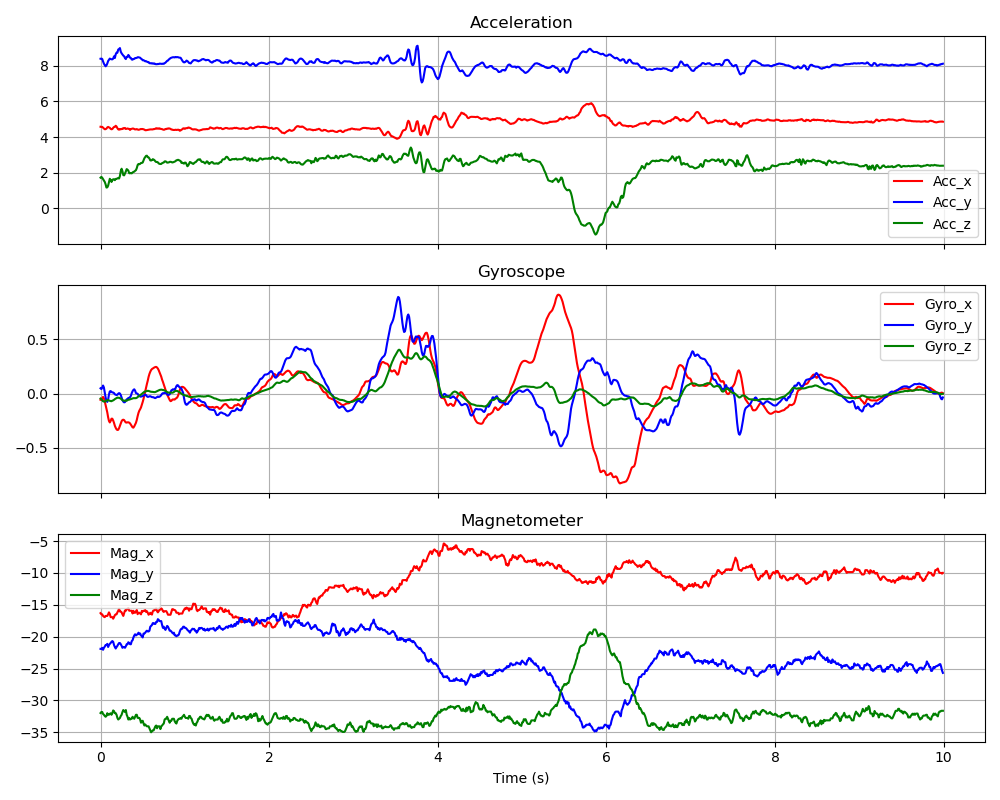 Acceleration
8
6
4
2
0
Acc_x
Acc_y
Acc_z
Gyroscope
0.5
0.0
−0.5
Gyro_x
Gyro_y
Gyro_z
Magnetometer
−5
−10
−15
−20
−25
−30
−35
Mag_x
Mag_y
Mag_z
0 2 4 6 8 10
Time (s)